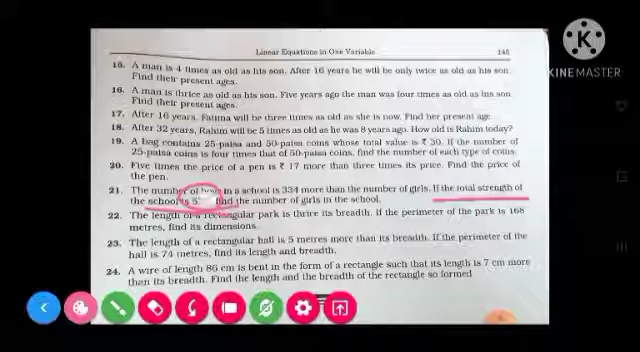 Linear Equations in One Variable 145
KINEMASTER
15. A man is 4 times as old as his son. After 16 years he will be only twice as old as his son.
Find their present ages.
16. A man is thrice as old as his son. Five years ago the man was four times as old as his son.
Find their present ages.
17. After 16 years, Fatima will be three times as old as she is now. Find her present age.
18. After 32 years, Rahim will be 5 times as old as he was 8 years ago. How old is Rahim today?
19. A bag contains 25-paisa and 50-paisa coins whose total value is ₹ 30. If the number of
25-paisa coins is four times that of 50-paisa coins, find the number of each type of coins.
20. Five times the price of a pen is ₹ 17 more than three times its price. Find the price of
the pen.
21. The number of boys in a school is 334 more than the number of girls. If the total strength of
the school is 5 find the number of girls in the school.
22. The length of a rectangular park is thrice its breadth. If the perimeter of the park is 168
metres, find its dimensions.
23. The length of a rectangular hall is 5 metres more than its breadth. If the perimeter of the
hall is 74 metres, find its length and breadth.
24. A wire of length 86 cm is bent in the form of a rectangle such that its length is 7 cm more
than its breadth. Find the length and the breadth of the rectangle so formed